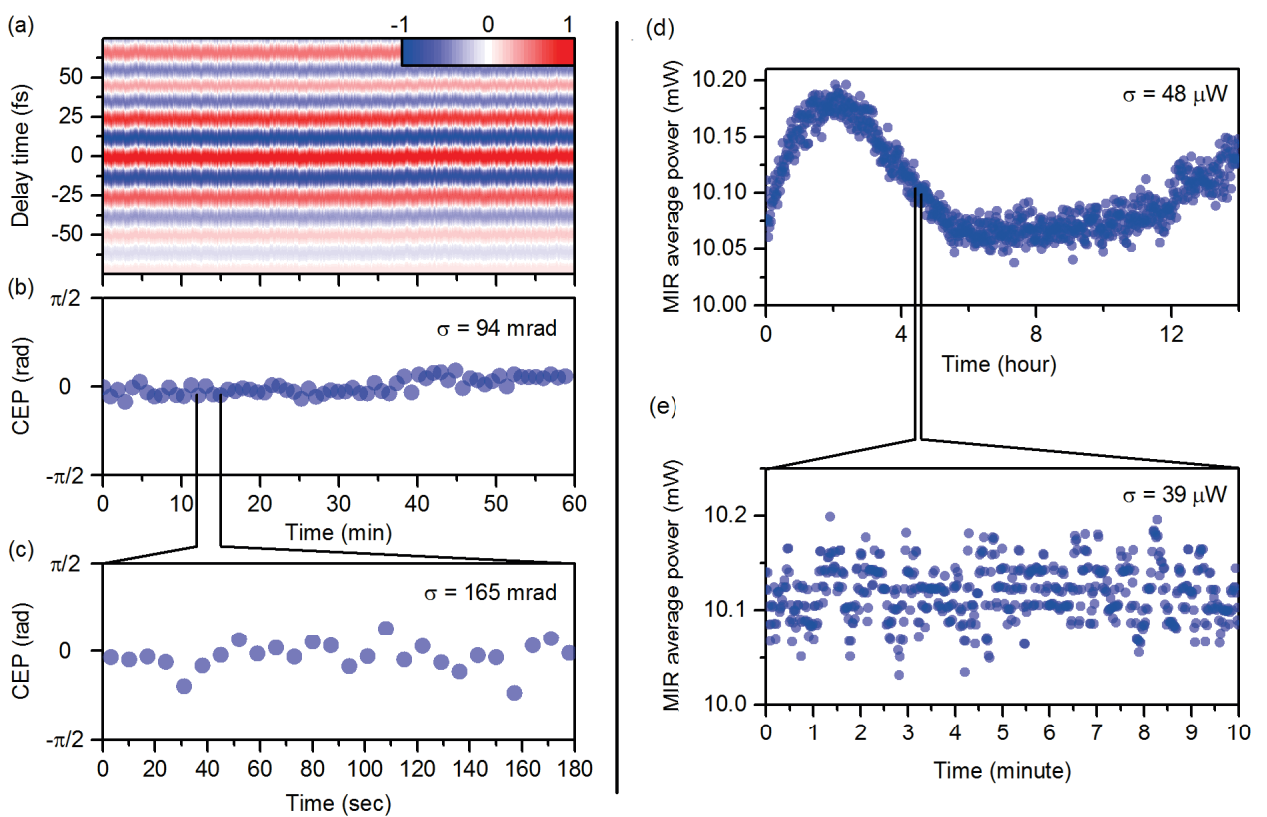 (a)
-1 0 1
50
25
0
-25
-50
Delay time (fs)
(b)
π/2
0
-π/2
CEP (rad)
σ = 94 mrad
0 10 20 30 40 50 60
Time (min)
(c)
π/2
0
-π/2
CEP (rad)
σ = 165 mrad
0 20 40 60 80 100 120 140 160 180
Time (sec)
(d)
10.20
10.15
10.10
10.05
10.00
MIR average power (mW)
σ = 48 μW
0 4 8 12
Time (hour)
(e)
10.2
10.1
10.0
MIR average power (mW)
σ = 39 μW
0 1 2 3 4 5 6 7 8 9 10
Time (minute)